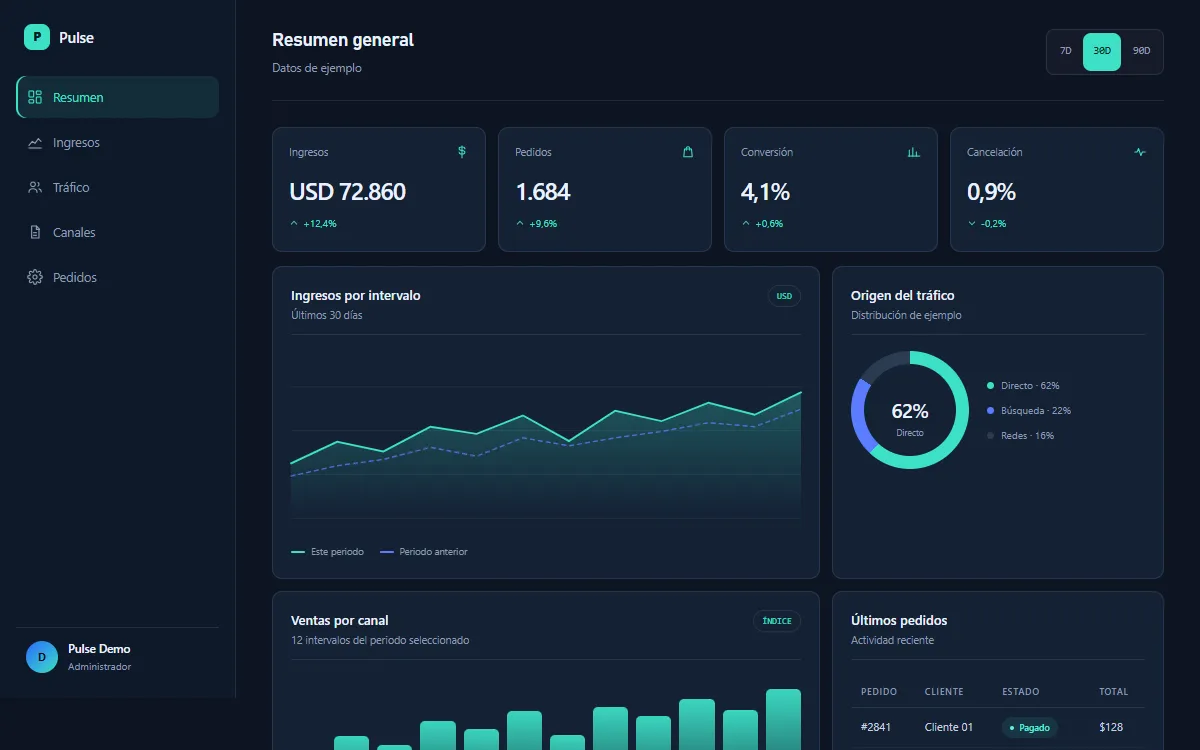 P Pulse
Resumen
Ingresos
Tráfico
Canales
Pedidos
D
Pulse Demo
Administrador
Resumen general
Datos de ejemplo
7D 30D 90D
Ingresos
$
USD 72.860
+12,4%
Pedidos
1.684
+9,6%
Conversión
4,1%
+0,6%
Cancelación
0,9%
-0,2%
Ingresos por intervalo
USD
Últimos 30 días
Este periodo Periodo anterior
Origen del tráfico
Distribución de ejemplo
62%
Directo
Directo · 62%
Búsqueda · 22%
Redes · 16%
Ventas por canal
ÍNDICE
12 intervalos del periodo seleccionado
Últimos pedidos
Actividad reciente
PEDIDO CLIENTE ESTADO TOTAL
#2841 Cliente 01 Pagado $128